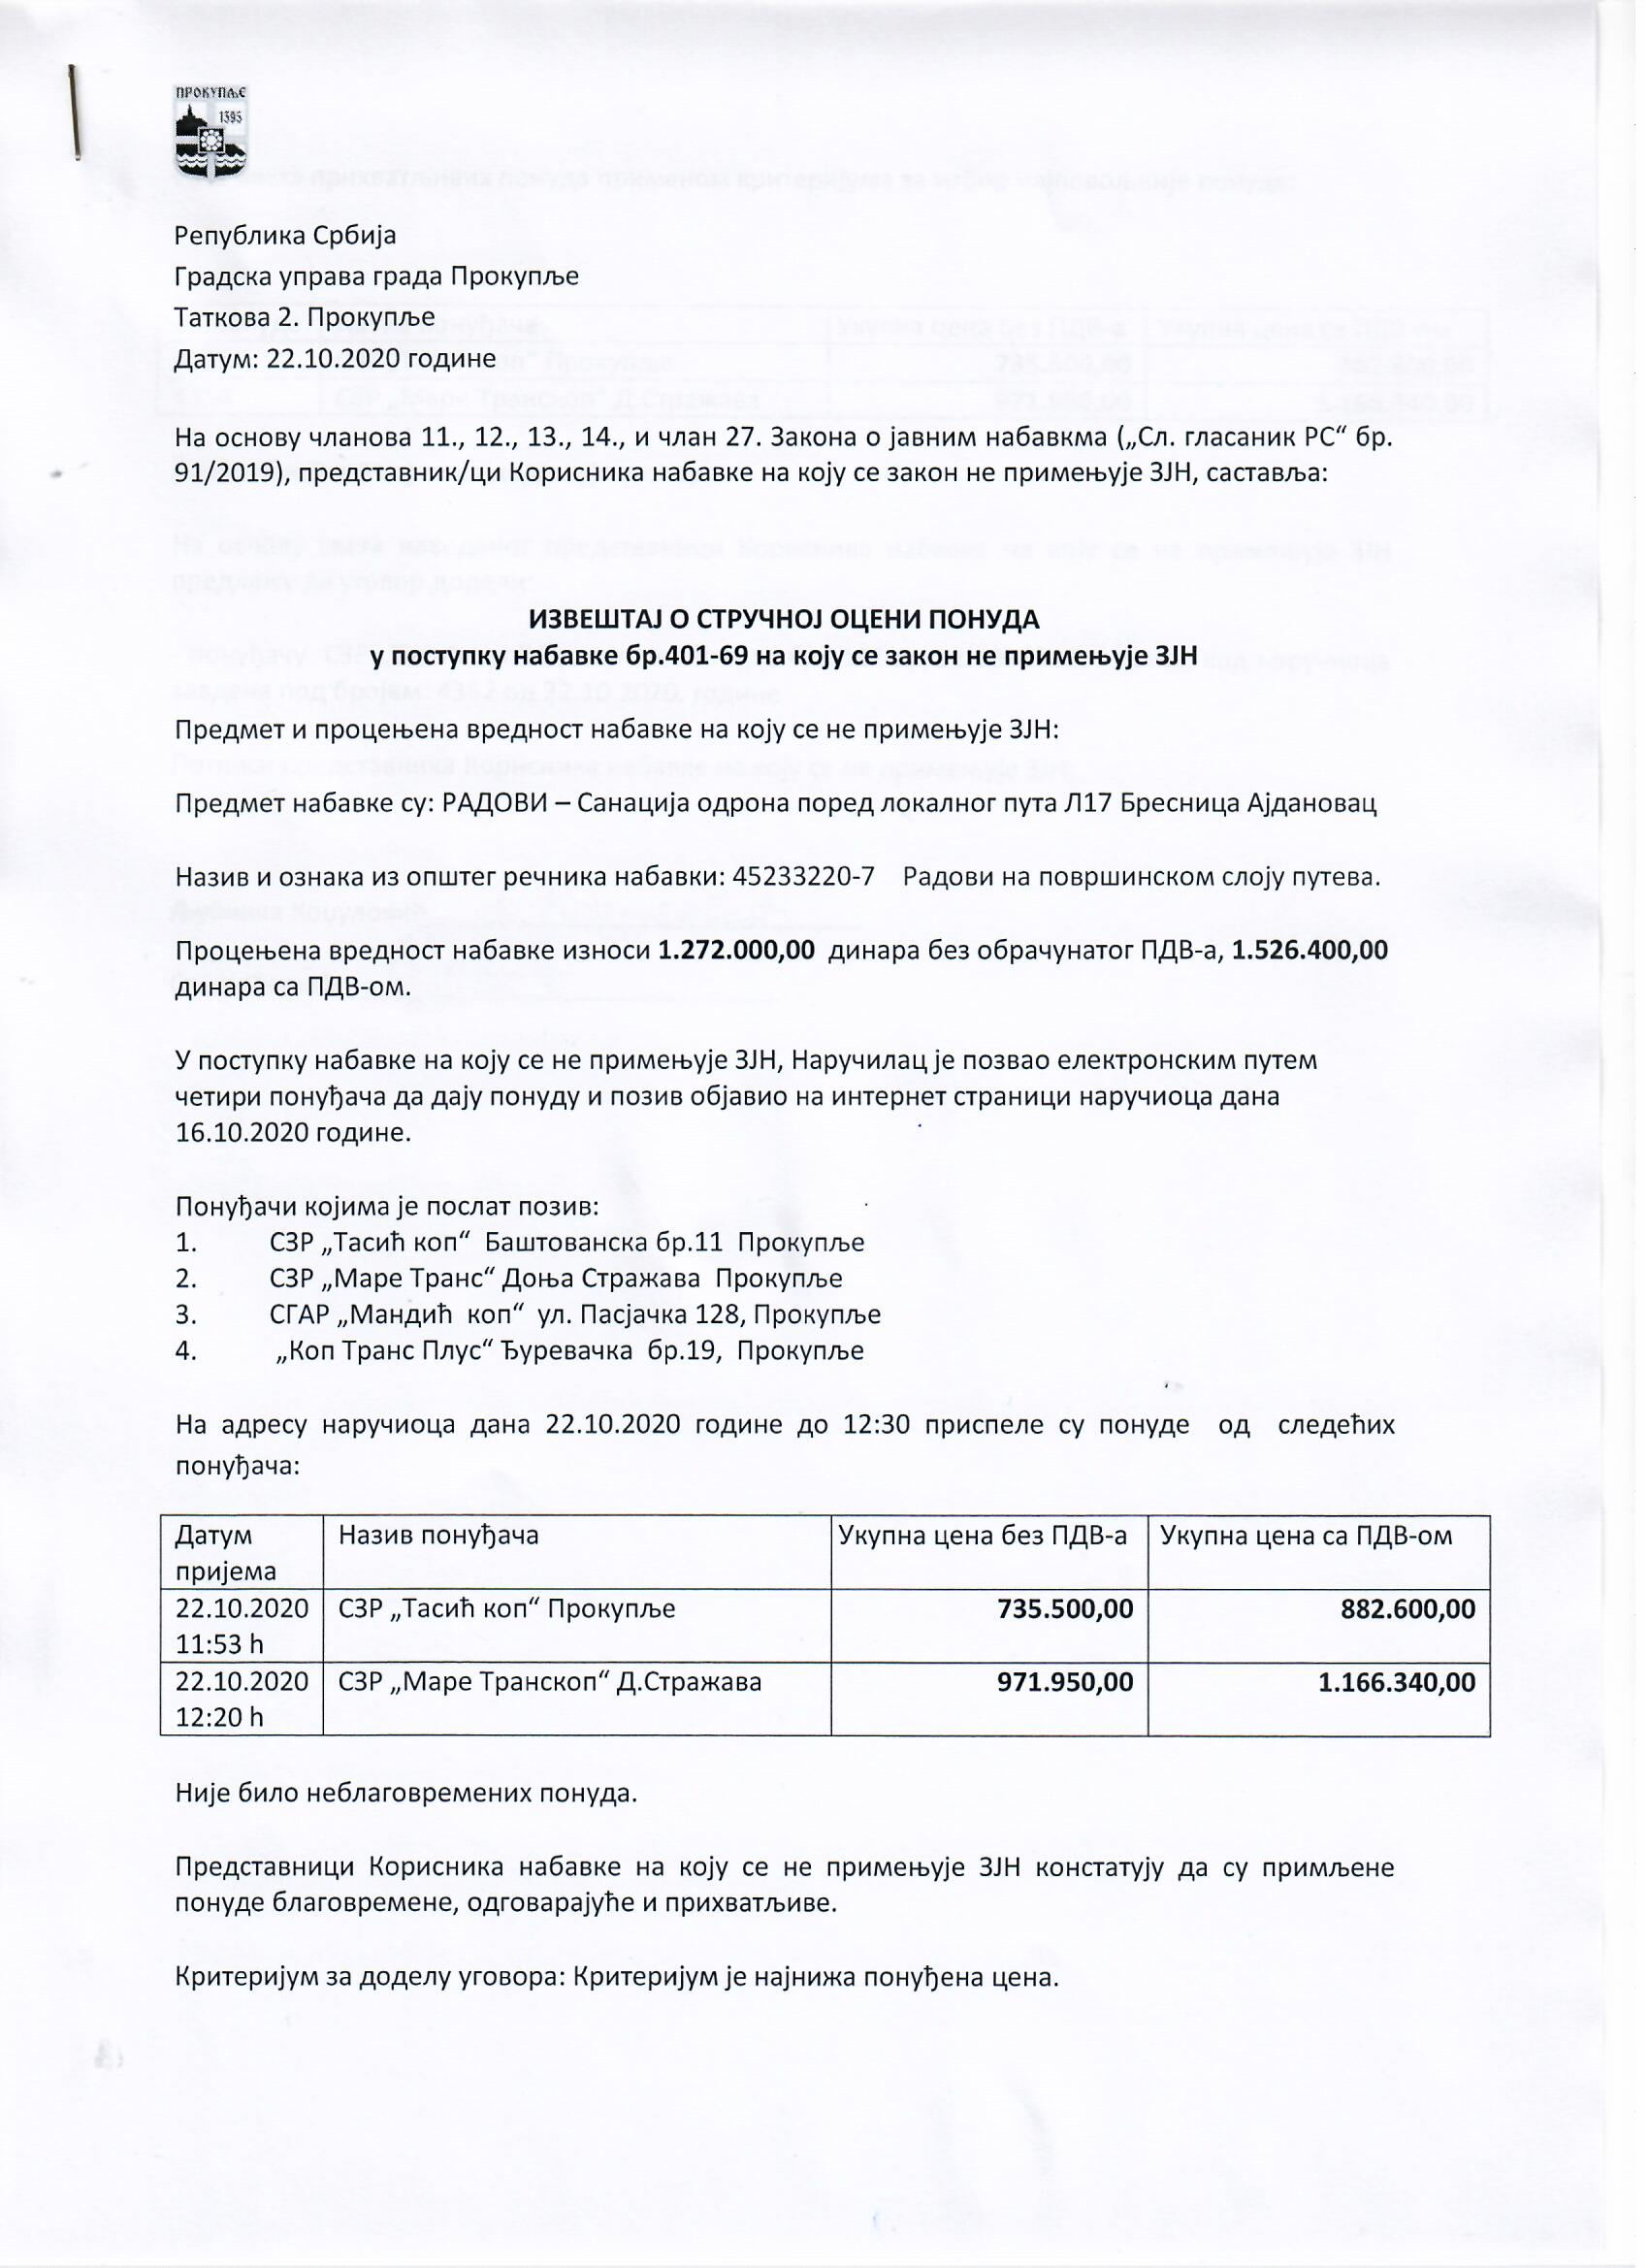 ПРОКУПЉЕ
1395
Република Србија
Градска управа града Прокупље
Таткова 2. Прокупље
Датум: 22.10.2020 године
На основу чланова 11., 12., 13., 14., и члан 27. Закона о јавним набавкма („Сл. гласаник РС“ бр.
91/2019), представник/ци Корисника набавке на коју се закон не примењује ЗЈН, саставља:
ИЗВЕШТАЈ О СТРУЧНОЈ ОЦЕНИ ПОНУДА
у поступку набавке бр.401-69 на коју се закон не примењује ЗЈН
Предмет и процењена вредност набавке на коју се не примењује ЗЈН:
Предмет набавке су: РАДОВИ – Санација одрона поред локалног пута Л17 Бресница Ајдановац
Назив и ознака из општег речника набавки: 45233220-7 Радови на површинском слоју путева.
Процењена вредност набавке износи 1.272.000,00 динара без обрачунатог ПДВ-а, 1.526.400,00
динара са ПДВ-ом.
У поступку набавке на коју се не примењује ЗЈН, Наручилац је позвао електронским путем
четири понуђача да дају понуду и позив објавио на интернет страници наручиоца дана
16.10.2020 године.
Понуђачи којима је послат позив:
1. СЗР „Тасић коп“ Баштованска бр.11 Прокупље
2. СЗР „Маре Транс“ Доња Стражава Прокупље
3. СГАР „Мандић коп“ ул. Пасјачка 128, Прокупље
4. „Коп Транс Плус“ Ђуревачка бр.19, Прокупље
На адресу наручиоца дана 22.10.2020 године до 12:30 приспеле су понуде од следећих
понуђача:
Датум пријема Назив понуђача Укупна цена без ПДВ-а Укупна цена са ПДВ-ом
22.10.2020 11:53 h СЗР „Тасић коп“ Прокупље 735.500,00 882.600,00
22.10.2020 12:20 h СЗР „Маре Транскоп“ Д.Стражава 971.950,00 1.166.340,00
Није било неблаговремених понуда.
Представници Корисника набавке на коју се не примењује ЗЈН констатују да су примљене
понуде благовремене, одговарајуће и прихватљиве.
Критеријум за доделу уговора: Критеријум је најнижа понуђена цена.